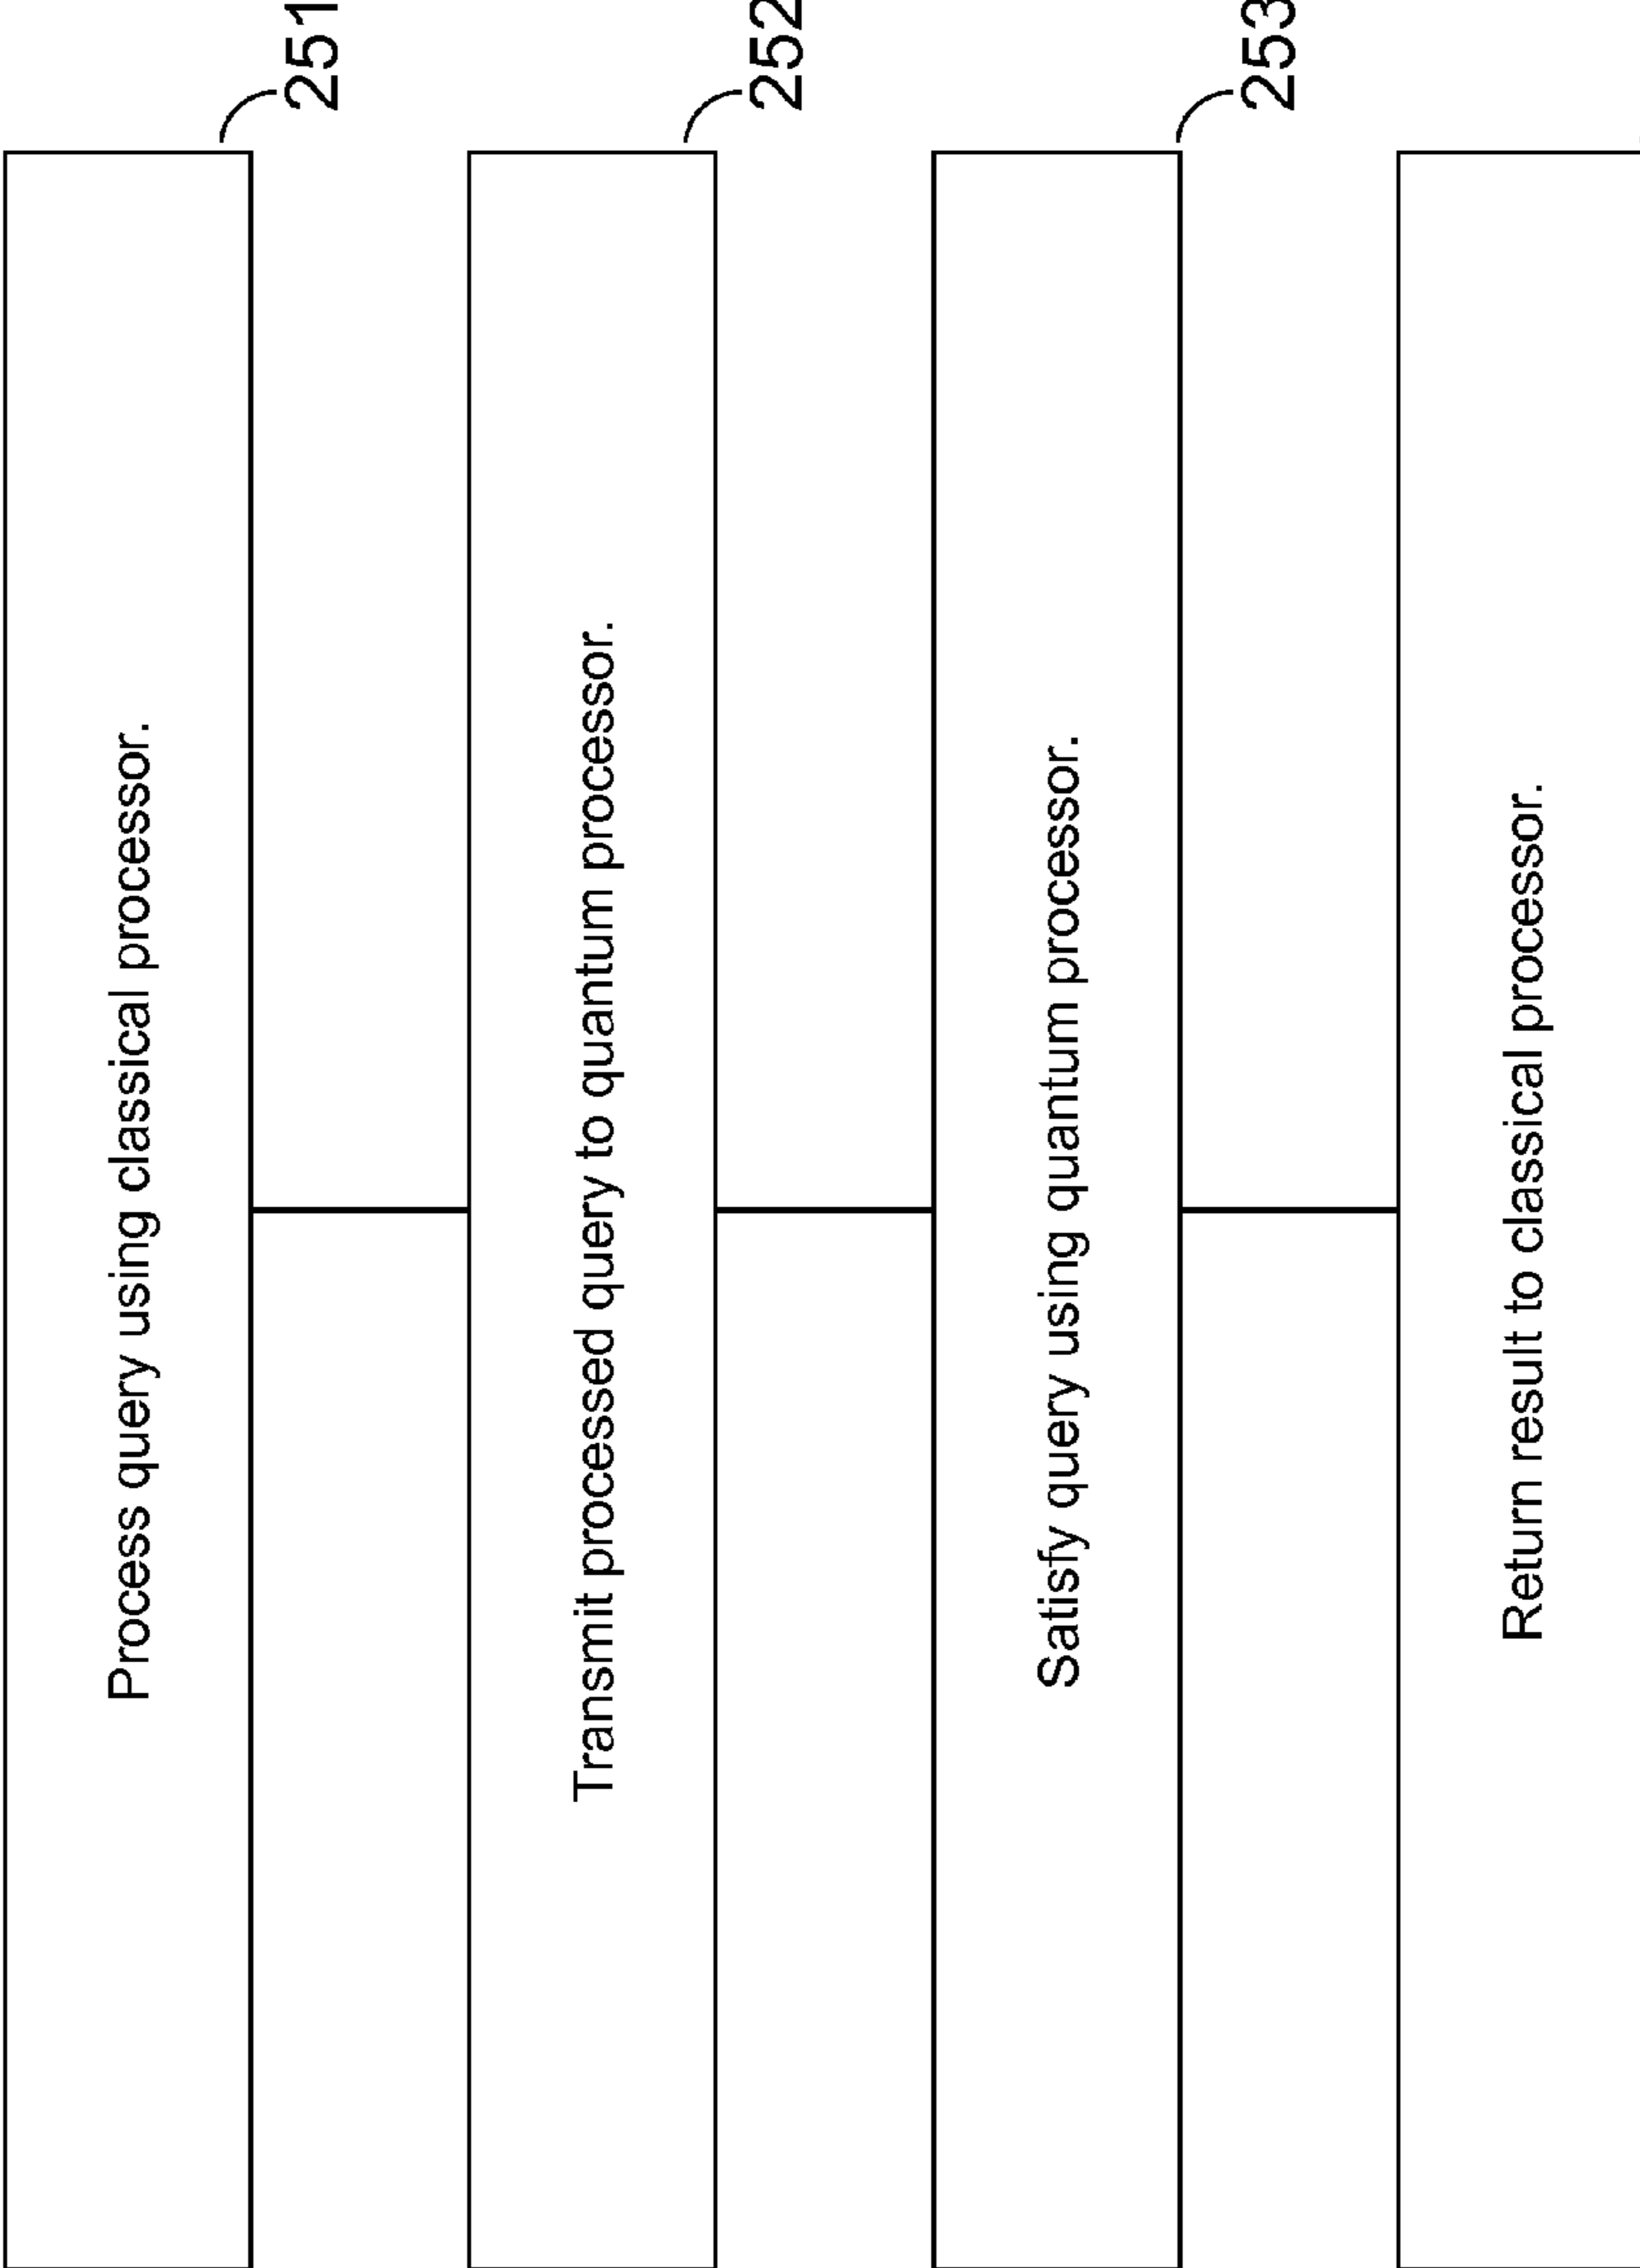 Process query using classical processor.
251
Transmit processed query to quantum processor.
252
Satisfy query using quantum processor.
253
Return result to classical processor.